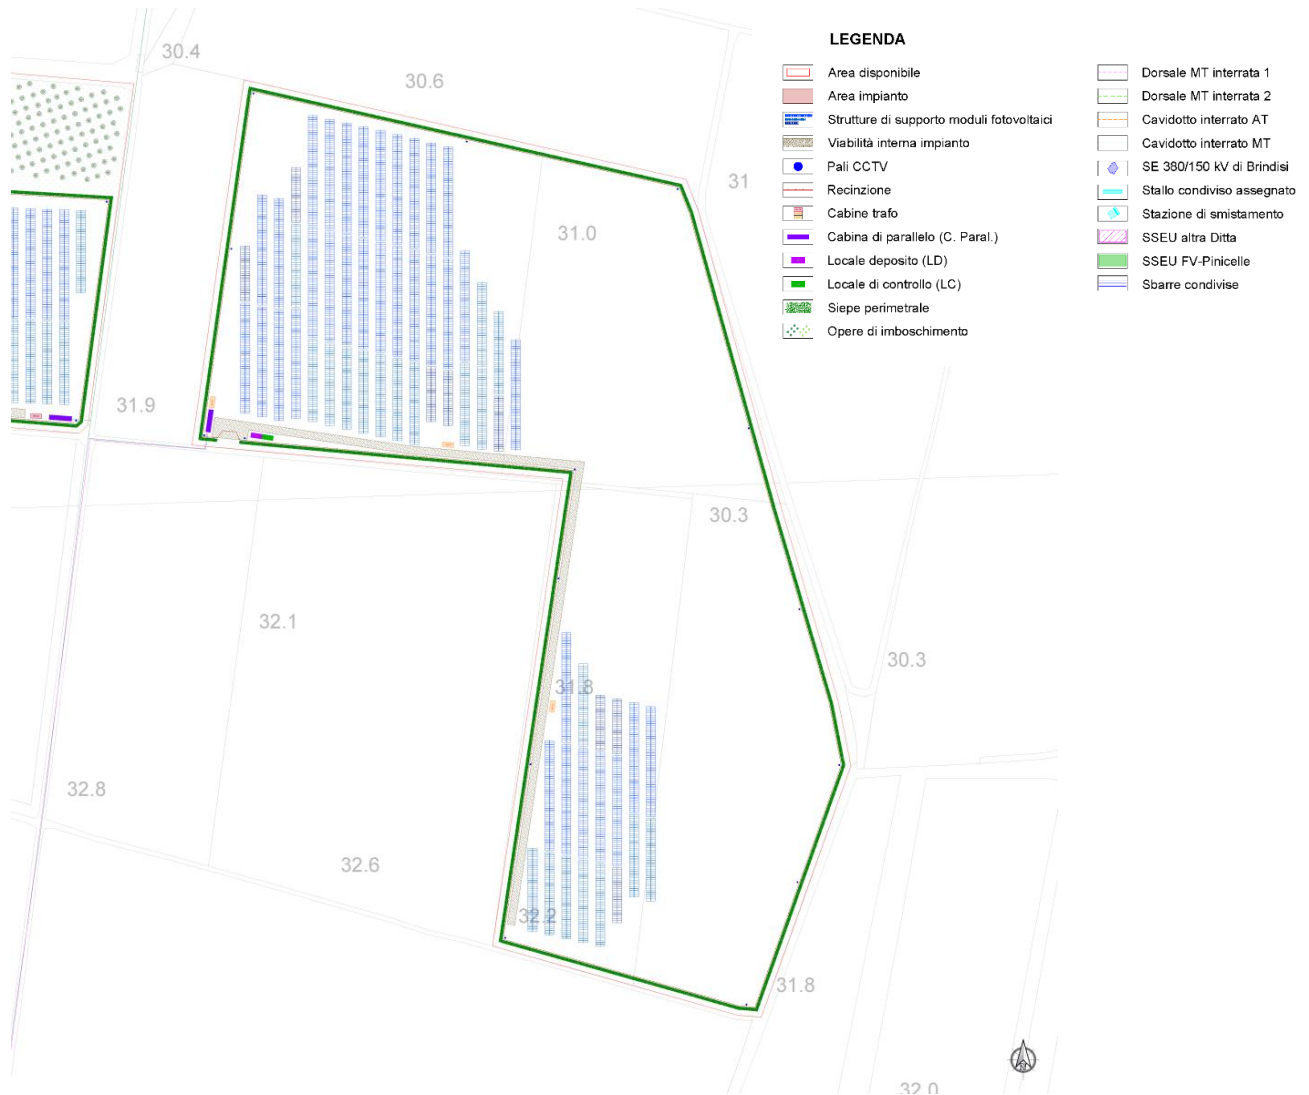 LEGENDA
Area disponibile
Area impianto
Strutture di supporto moduli fotovoltaici
Viabilità interna impianto
Pali CCTV
Recinzione
Cabine trafo
Cabina di parallelo (C. Paral.)
Locale deposito (LD)
Locale di controllo (LC)
Siepe perimetrale
Opere di imboschimento
Dorsale MT interrata 1
Dorsale MT interrata 2
Cavidotto interrato AT
Cavidotto interrato MT
SE 380/150 kV di Brindisi
Stallo condiviso assegnato
Stazione di smistamento
SSEU altra Ditta
SSEU FV-Pinicelle
Sbarre condivise
30.4
30.6
31
31.0
31.9
30.3
32.1
30.3
31.8
32.8
32.6
32.2
31.8
32.0